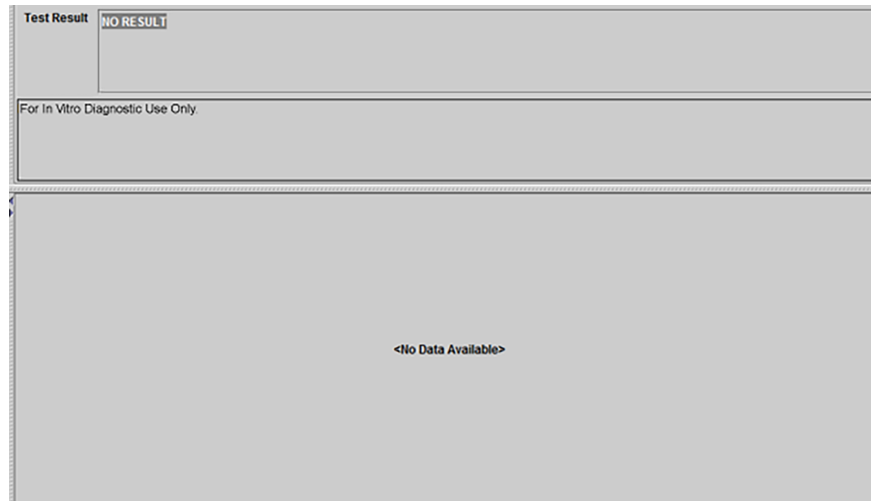 Test Result
NO RESULT
For In Vitro Diagnostic Use Only.
<No Data Available>